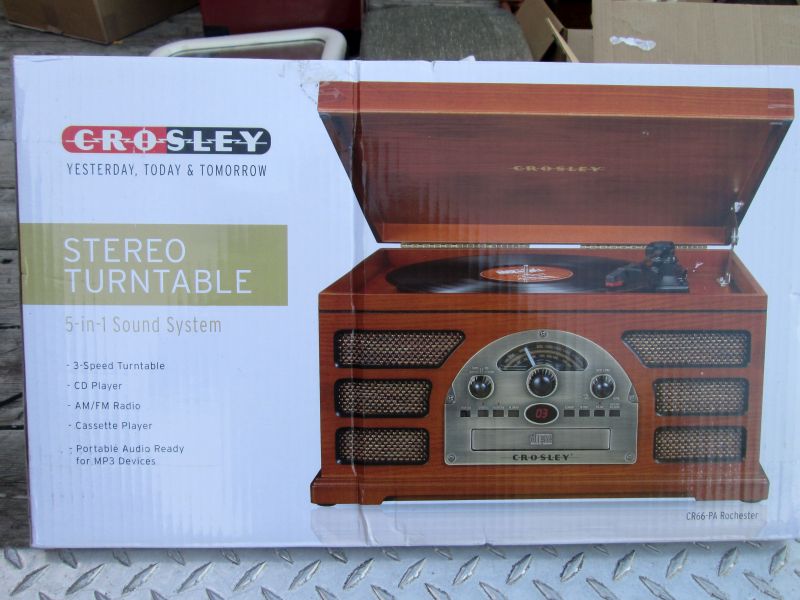 CROSLEY
YESTERDAY, TODAY & TOMORROW
STEREO
TURNTABLE
5-in-1 Sound System
- 3-Speed Turntable
- CD Player
- AM/FM Radio
- Cassette Player
- Portable Audio Ready
for MP3 Devices
CROSLEY
03
CROSLEY
CR66-PA Rochester